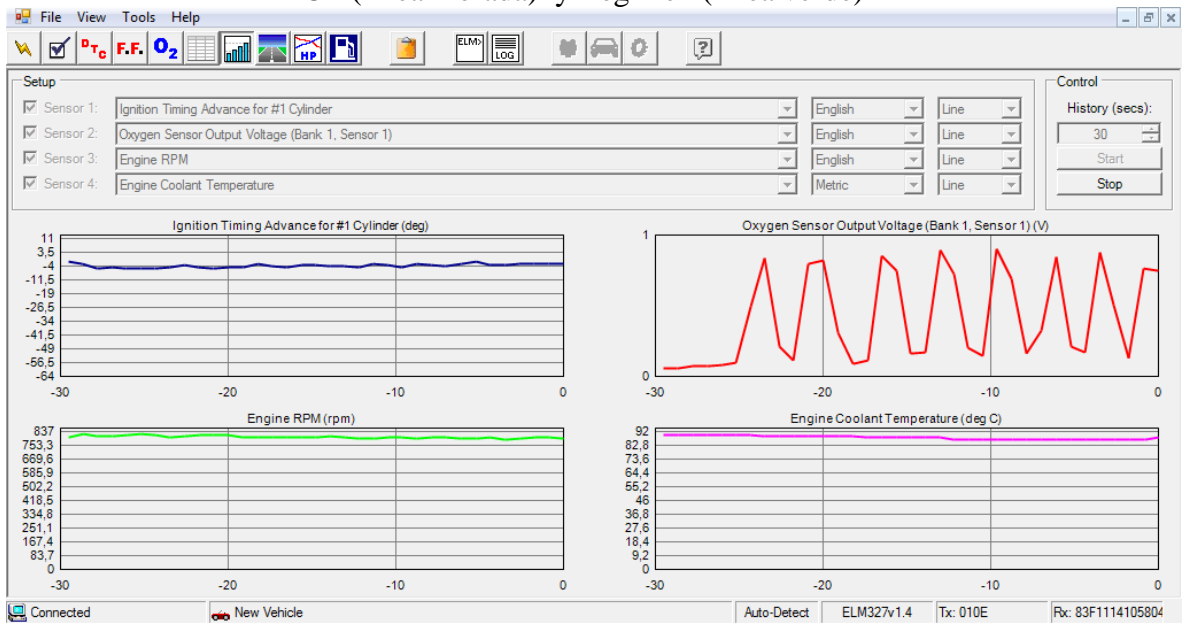 File View Tools Help
DTC F.F. O2 HP ELM> LOG ?
Setup
Control
Sensor 1: Ignition Timing Advance for #1 Cylinder English Line
History (secs):
Sensor 2: Oxygen Sensor Output Voltage (Bank 1, Sensor 1) English Line
30
Sensor 3: Engine RPM English Line
Start
Sensor 4: Engine Coolant Temperature Metric Line
Stop
Ignition Timing Advance for #1 Cylinder (deg)
11
3,5
-4
-11,5
-19
-26,5
-34
-41,5
-49
-56,5
-64
-30 -20 -10 0
Oxygen Sensor Output Voltage (Bank 1, Sensor 1) (V)
1
0
-30 -20 -10 0
Engine RPM (rpm)
837
753,3
669,6
585,9
502,2
418,5
334,8
251,1
167,4
83,7
0
-30 -20 -10 0
Engine Coolant Temperature (deg C)
92
82,8
73,6
64,4
55,2
46
36,8
27,6
18,4
9,2
0
-30 -20 -10 0
Connected New Vehicle Auto-Detect ELM327v1.4 Tx: 010E Rx: 83F1114105804